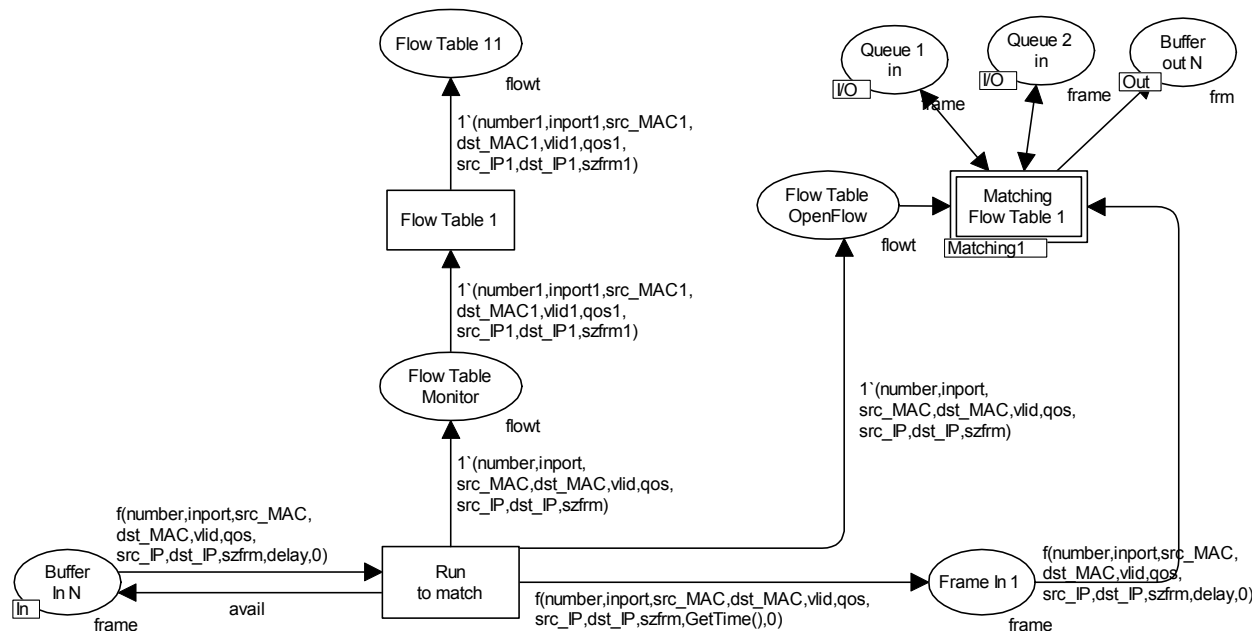 Flow Table 11
flowt
1`(number1,inport1,src_MAC1,
dst_MAC1,vlid1,qos1,
src_IP1,dst_IP1,szfrm1)
Flow Table 1
1`(number1,inport1,src_MAC1,
dst_MAC1,vlid1,qos1,
src_IP1,dst_IP1,szfrm1)
Flow Table
Monitor
flowt
1`(number,inport,
src_MAC,dst_MAC,vlid,qos,
src_IP,dst_IP,szfrm)
f(number,inport,src_MAC,
dst_MAC,vlid,qos,
src_IP,dst_IP,szfrm,delay,0)
Buffer
In N
In
frame
avail
Run
to match
f(number,inport,src_MAC,dst_MAC,vlid,qos,
src_IP,dst_IP,szfrm,GetTime(),0)
Queue 1
in
I/O
frame
Queue 2
in
I/O
frame
Buffer
out N
Out
frm
Flow Table
OpenFlow
flowt
Matching
Flow Table 1
Matching1
1`(number,inport,
src_MAC,dst_MAC,vlid,qos,
src_IP,dst_IP,szfrm)
Frame In 1
frame
f(number,inport,src_MAC,
dst_MAC,vlid,qos,
src_IP,dst_IP,szfrm,delay,0)